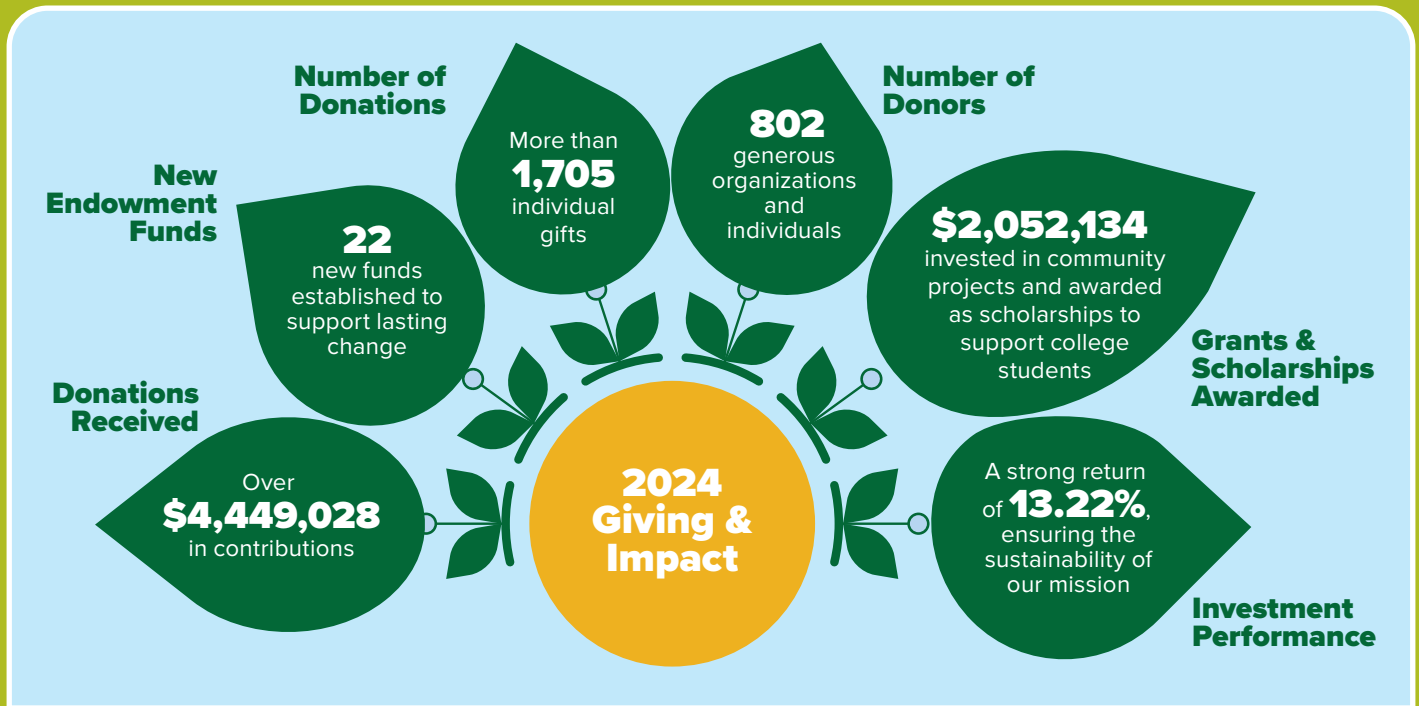 Number of
Donations
More than
1,705
individual
gifts
802
generous
organizations
and
individuals
Number of
Donors
New
Endowment
Funds
22
new funds
established to
support lasting
change
$2,052,134
invested in community
projects and awarded
as scholarships to
support college
students
Grants &
Scholarships
Awarded
Donations
Received
Over
$4,449,028
in contributions
2024
Giving &
Impact
A strong return
of 13.22%,
ensuring the
sustainability of
our mission
Investment
Performance